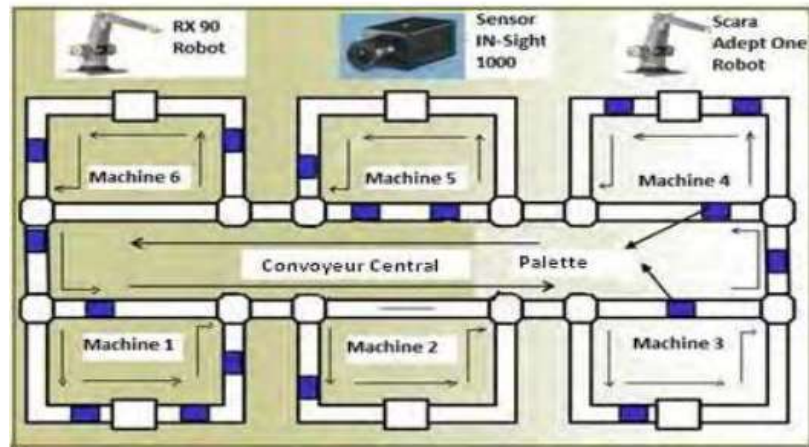 RX 90
Robot
Sensor
IN-Sight
1000
Scara
Adept One
Robot
Machine 6
Machine 5
Machine 4
Convoyeur Central
Palette
Machine 1
Machine 2
Machine 3